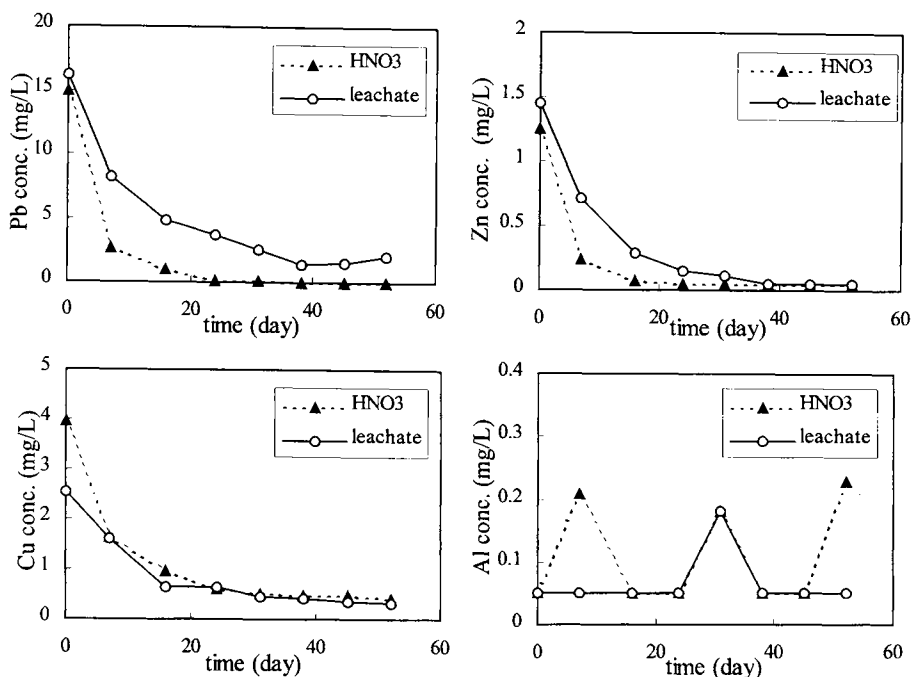 20
15
10
5
0
Pb conc. (mg/L)
HNO3
leachate
0 20 40 60
time (day)
2
1.5
1
0.5
0
Zn conc. (mg/L)
HNO3
leachate
0 20 40 60
time (day)
5
4
3
2
1
0
Cu conc. (mg/L)
HNO3
leachate
0 20 40 60
time (day)
0.4
0.3
0.2
0.1
0
Al conc. (mg/L)
HNO3
leachate
0 20 40 60
time (day)